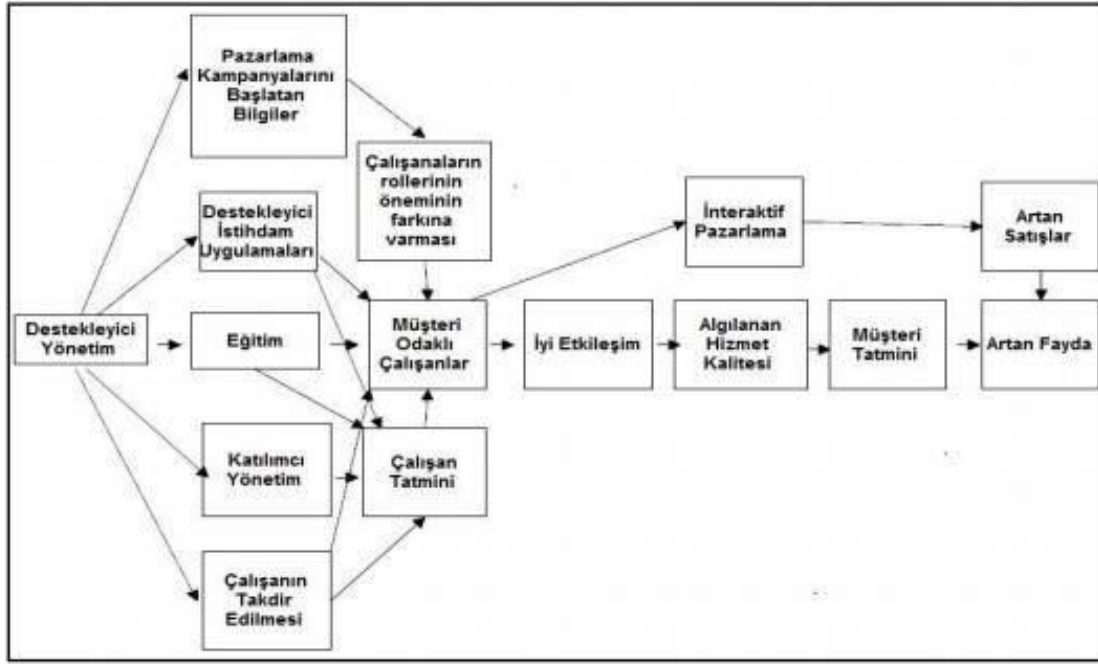 Pazarlama
Kampanyalarını
Başlatan
Bilgiler
Çalışanaların
rollerinin
öneminin
farkına
varması
Destekleyici
İstihdam
Uygulamaları
İnteraktif
Pazarlama
Artan
Satışlar
Destekleyici
Yönetim
Eğitim
Müşteri
Odaklı
Çalışanlar
İyi Etkileşim
Algılanan
Hizmet
Kalitesi
Müşteri
Tatmini
Artan Fayda
Katılımcı
Yönetim
Çalışan
Tatmini
Çalışanın
Takdir
Edilmesi